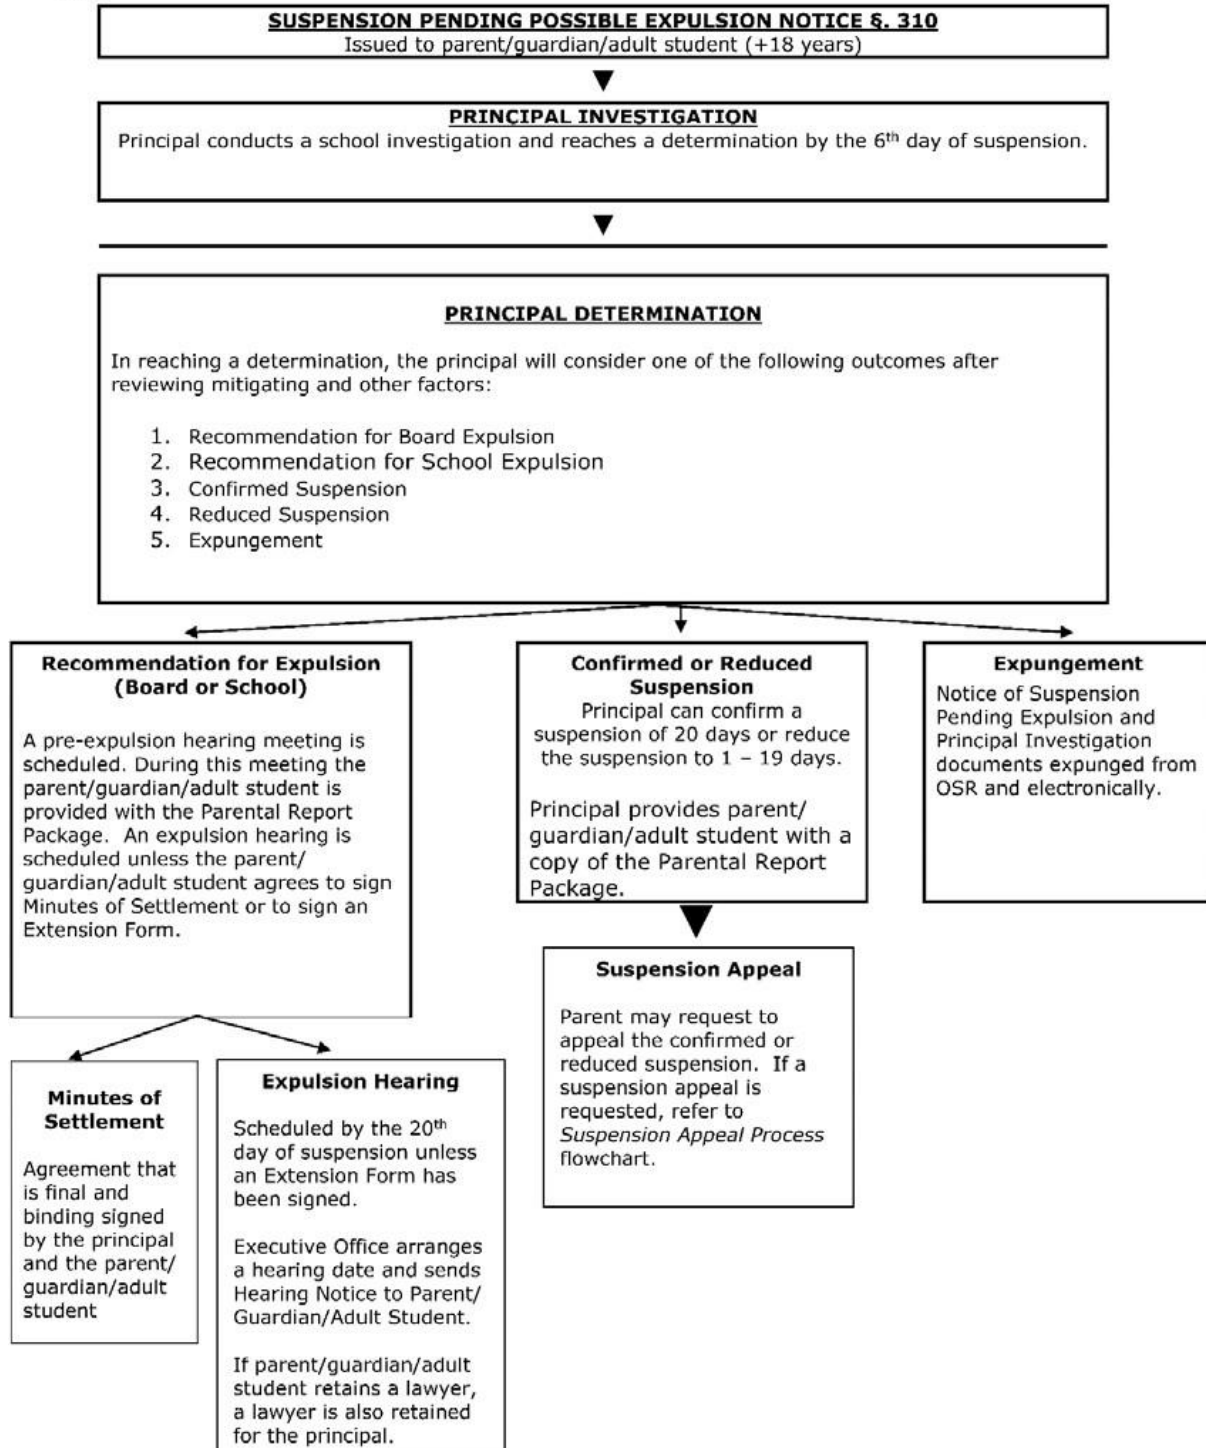 SUSPENSION PENDING POSSIBLE EXPULSION NOTICE §. 310
Issued to parent/guardian/adult student (+18 years)
PRINCIPAL INVESTIGATION
Principal conducts a school investigation and reaches a determination by the 6th day of suspension.
PRINCIPAL DETERMINATION
In reaching a determination, the principal will consider one of the following outcomes after
reviewing mitigating and other factors:
1. Recommendation for Board Expulsion
2. Recommendation for School Expulsion
3. Confirmed Suspension
4. Reduced Suspension
5. Expungement
Recommendation for Expulsion
(Board or School)
A pre-expulsion hearing meeting is
scheduled. During this meeting the
parent/guardian/adult student is
provided with the Parental Report
Package. An expulsion hearing is
scheduled unless the parent/
guardian/adult student agrees to sign
Minutes of Settlement or to sign an
Extension Form.
Confirmed or Reduced
Suspension
Principal can confirm a
suspension of 20 days or reduce
the suspension to 1 – 19 days.
Principal provides parent/
guardian/adult student with a
copy of the Parental Report
Package.
Expungement
Notice of Suspension
Pending Expulsion and
Principal Investigation
documents expunged from
OSR and electronically.
Suspension Appeal
Parent may request to
appeal the confirmed or
reduced suspension. If a
suspension appeal is
requested, refer to
Suspension Appeal Process
flowchart.
Minutes of
Settlement
Agreement that
is final and
binding signed
by the principal
and the parent/
guardian/adult
student
Expulsion Hearing
Scheduled by the 20th
day of suspension unless
an Extension Form has
been signed.
Executive Office arranges
a hearing date and sends
Hearing Notice to Parent/
Guardian/Adult Student.
If parent/guardian/adult
student retains a lawyer,
a lawyer is also retained
for the principal.